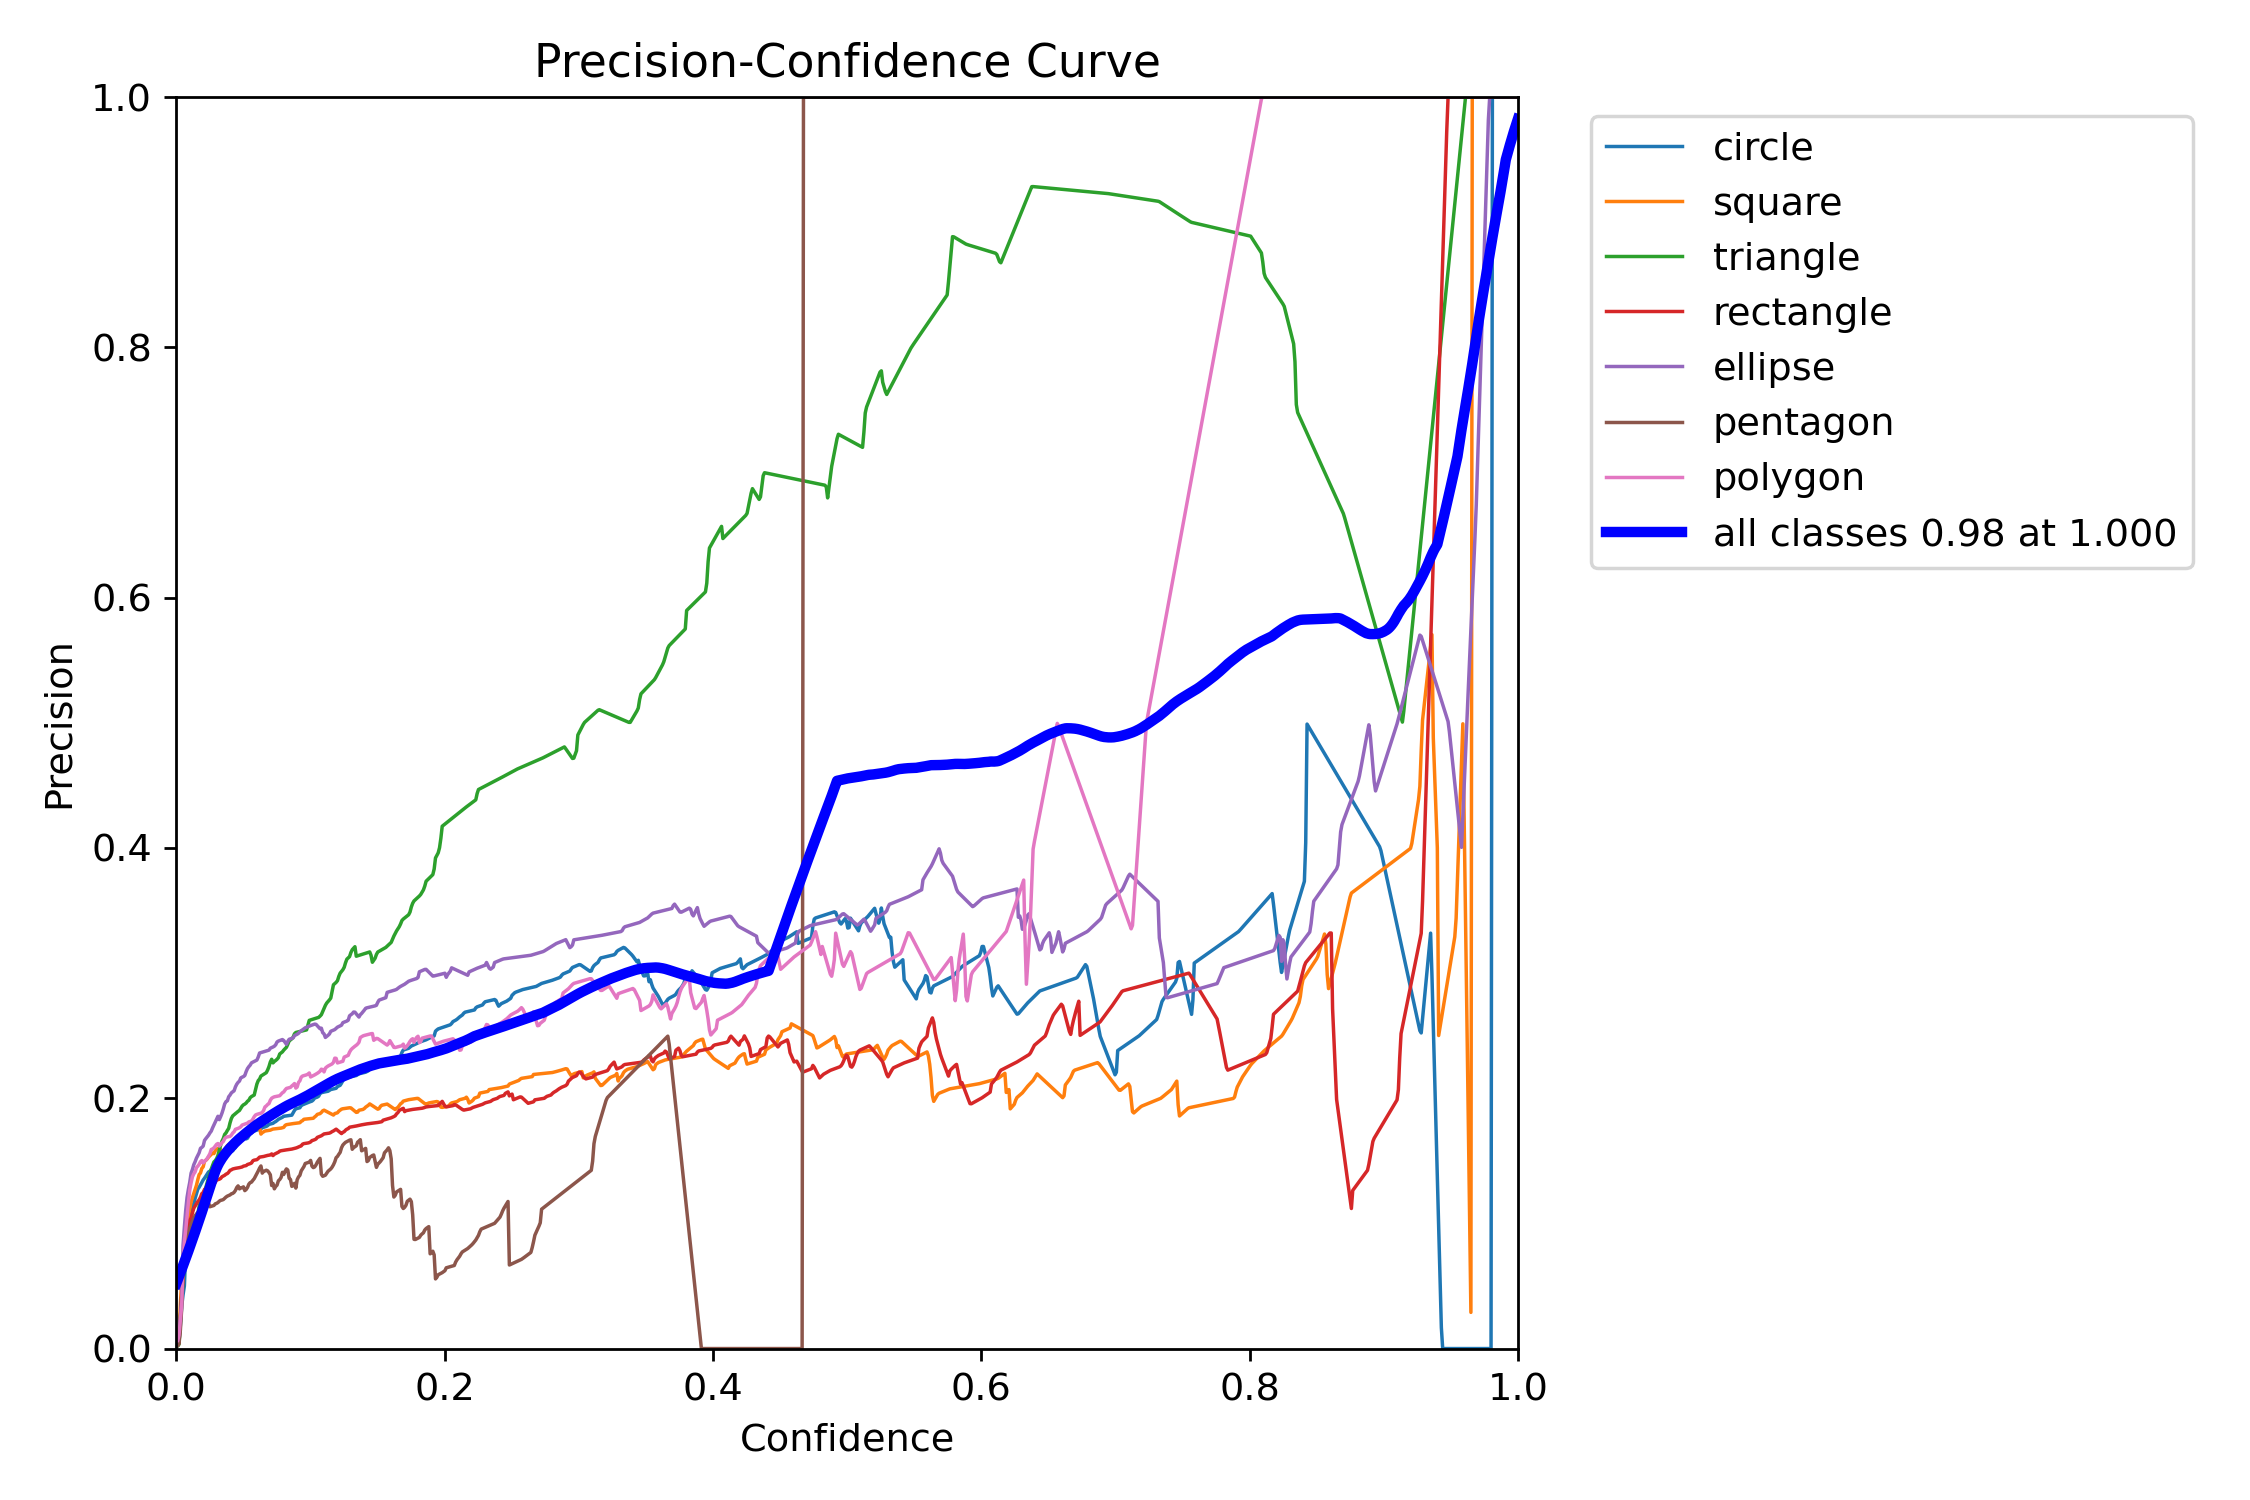 Precision-Confidence Curve
1.0
0.8
0.6
0.4
0.2
0.0
Precision
0.0 0.2 0.4 0.6 0.8 1.0
Confidence
circle
square
triangle
rectangle
ellipse
pentagon
polygon
all classes 0.98 at 1.000